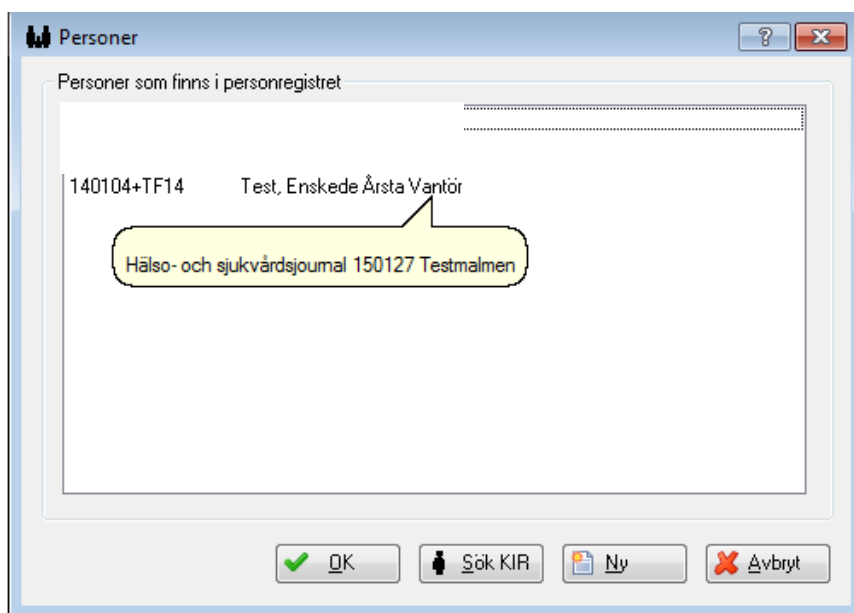 Personer
Personer som finns i personregistret
140104+TF14 Test, Enskede Årsta Vantör
Hälso- och sjukvårdsjournal 150127 Testmalmen
OK Sök KIR Ny Avbryt